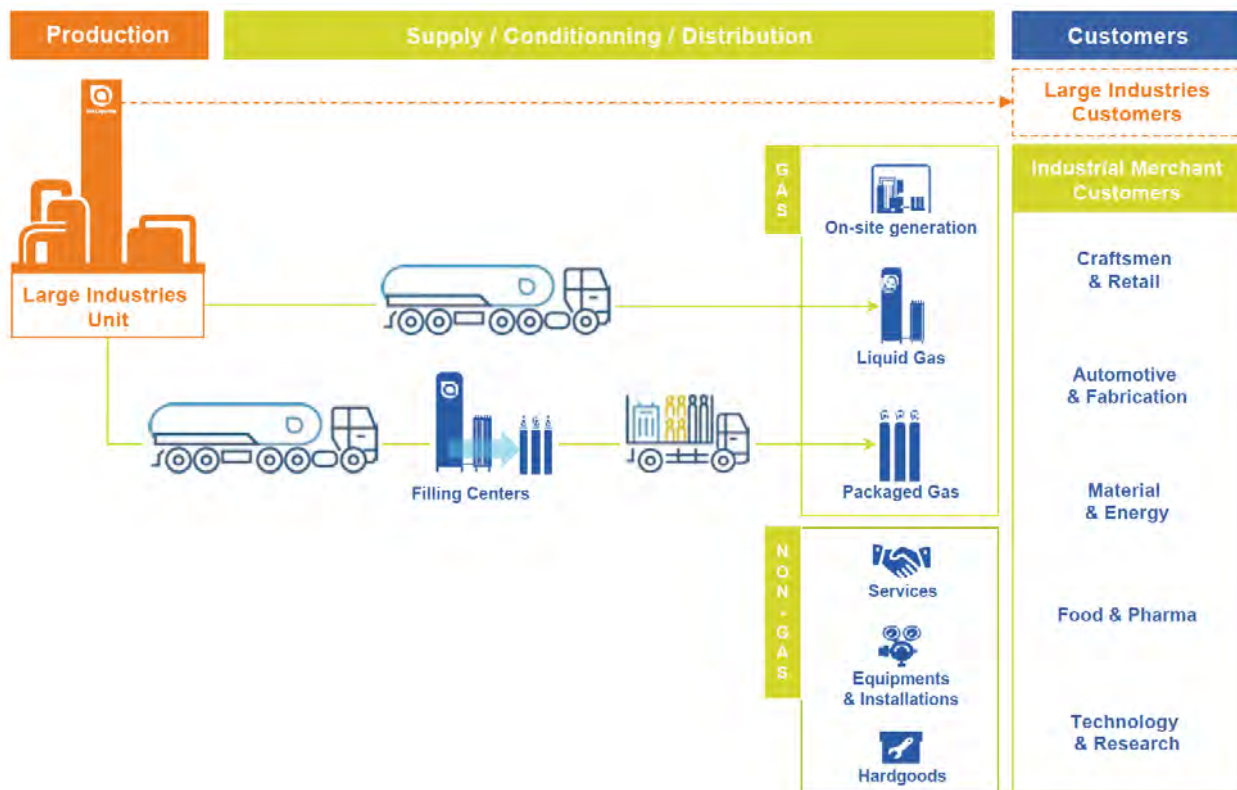 Production
Supply / Conditionning / Distribution
Customers
Large Industries
Customers
GAS
Industrial Merchant
Customers
On-site generation
Craftsmen
& Retail
Large Industries
Unit
Liquid Gas
Automotive
& Fabrication
Filling Centers
Packaged Gas
Material
& Energy
NON-GAS
Services
Food & Pharma
Equipments
& Installations
Technology
& Research
Hardgoods